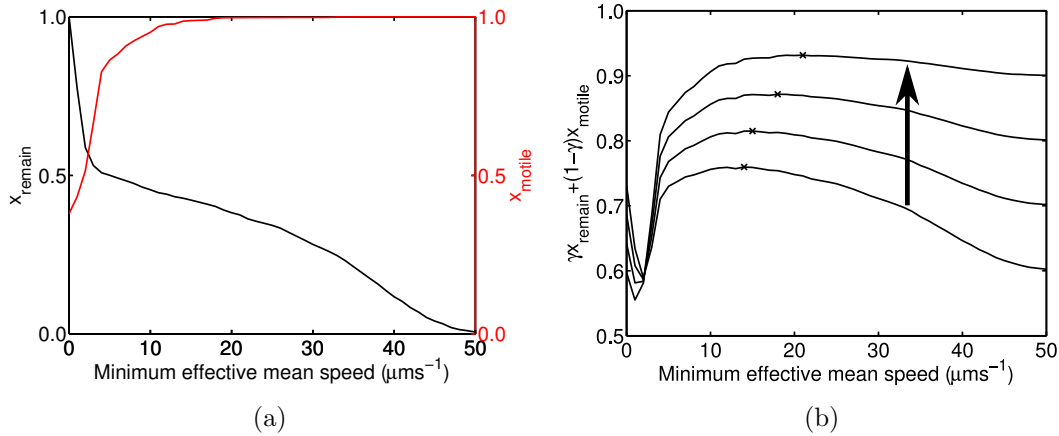 1.0
0.5
0.0
x_remain
1.0
0.5
0.0
x_motile
0 10 20 30 40 50
Minimum effective mean speed (μms⁻¹)
(a)
1.0
0.9
0.8
0.7
0.6
0.5
γx_remain+(1−γ)x_motile
0 10 20 30 40 50
Minimum effective mean speed (μms⁻¹)
(b)